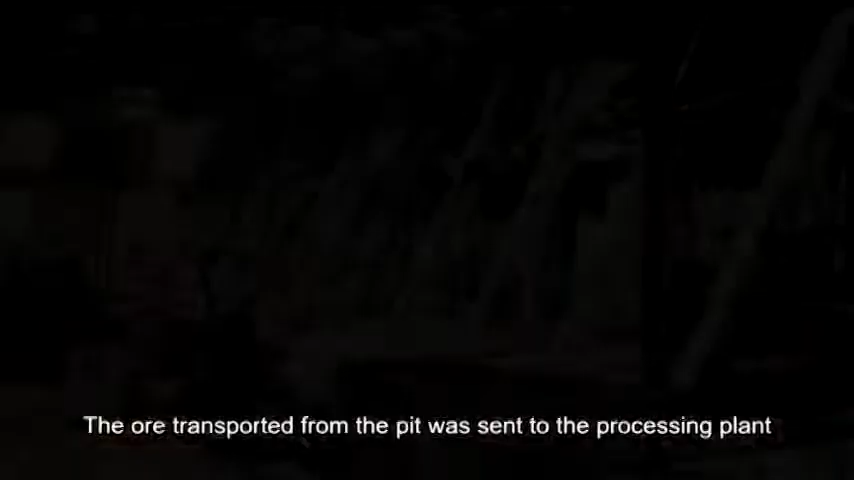 The ore transported from the pit was sent to the processing plant